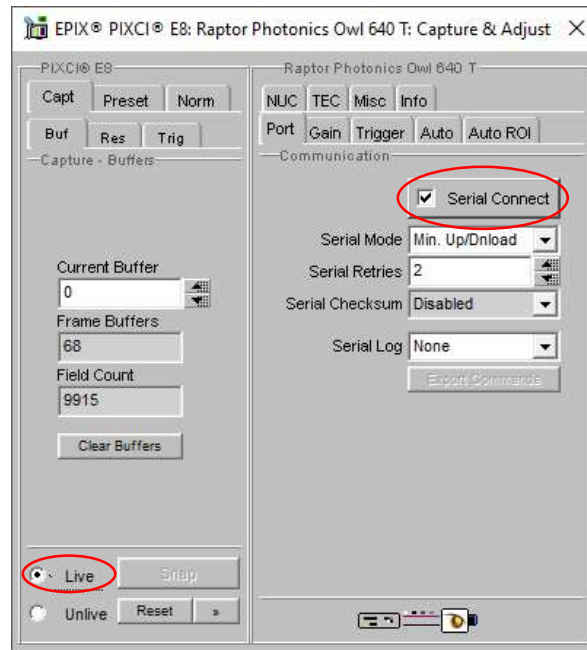 EPIX® PIXCI® E8: Raptor Photonics Owl 640 T: Capture & Adjust
PIXCI® E8
Capt Preset Norm
Buf Res Trig
Capture - Buffers
Current Buffer
0
Frame Buffers
68
Field Count
9915
Clear Buffers
Live Snap
Unlive Reset »
Raptor Photonics Owl 640 T
NUC TEC Misc Info
Port Gain Trigger Auto Auto ROI
Communication
Serial Connect
Serial Mode Min. Up/Dnload
Serial Retries 2
Serial Checksum Disabled
Serial Log None
Export Commands